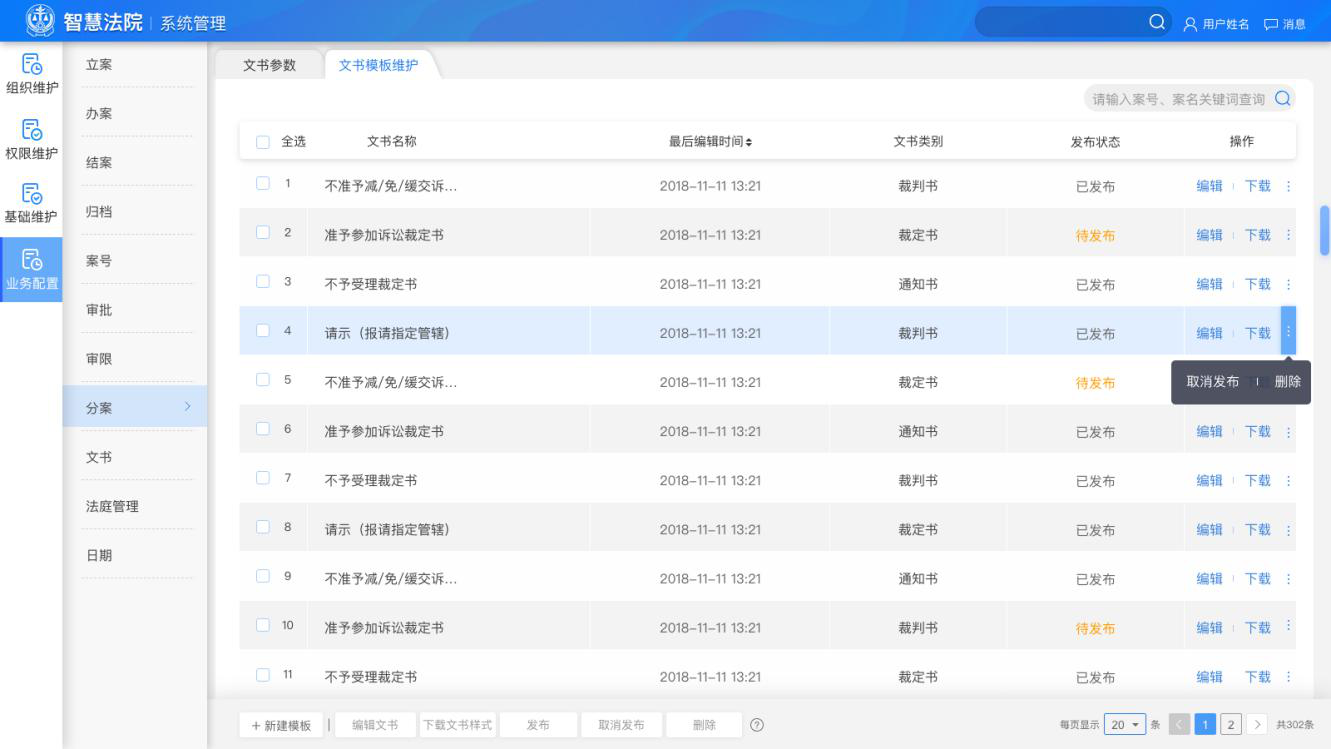 智慧法院 系统管理
用户姓名 消息
组织维护
权限维护
基础维护
业务配置
立案
办案
结案
归档
案号
审批
审限
分案
文书
法庭管理
日期
文书参数 文书模板维护
请输入案号、案名关键词查询
全选 文书名称 最后编辑时间 文书类别 发布状态 操作
1 不准予减/免/缓交诉... 2018-11-11 13:21 裁判书 已发布 编辑 下载
2 准予参加诉讼裁定书 2018-11-11 13:21 裁定书 待发布 编辑 下载
3 不予受理裁定书 2018-11-11 13:21 通知书 已发布 编辑 下载
4 请示（报请指定管辖） 2018-11-11 13:21 裁判书 已发布 编辑 下载
5 不准予减/免/缓交诉... 2018-11-11 13:21 裁定书 待发布
取消发布 删除
6 准予参加诉讼裁定书 2018-11-11 13:21 通知书 已发布 编辑 下载
7 不予受理裁定书 2018-11-11 13:21 裁判书 已发布 编辑 下载
8 请示（报请指定管辖） 2018-11-11 13:21 裁定书 已发布 编辑 下载
9 不准予减/免/缓交诉... 2018-11-11 13:21 通知书 已发布 编辑 下载
10 准予参加诉讼裁定书 2018-11-11 13:21 裁判书 待发布 编辑 下载
11 不予受理裁定书 2018-11-11 13:21 裁定书 已发布 编辑 下载
+ 新建模板 | 编辑文书 下载文书样式 发布 取消发布 删除 ?
每页显示 20 条 < 1 2 > 共302条